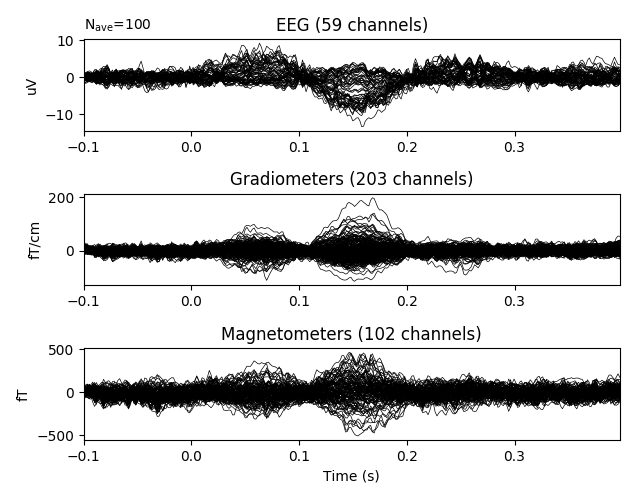 N_ave=100
EEG (59 channels)
10
0
−10
uV
−0.1 0.0 0.1 0.2 0.3
Gradiometers (203 channels)
200
0
fT/cm
−0.1 0.0 0.1 0.2 0.3
Magnetometers (102 channels)
500
0
−500
fT
−0.1 0.0 0.1 0.2 0.3
Time (s)